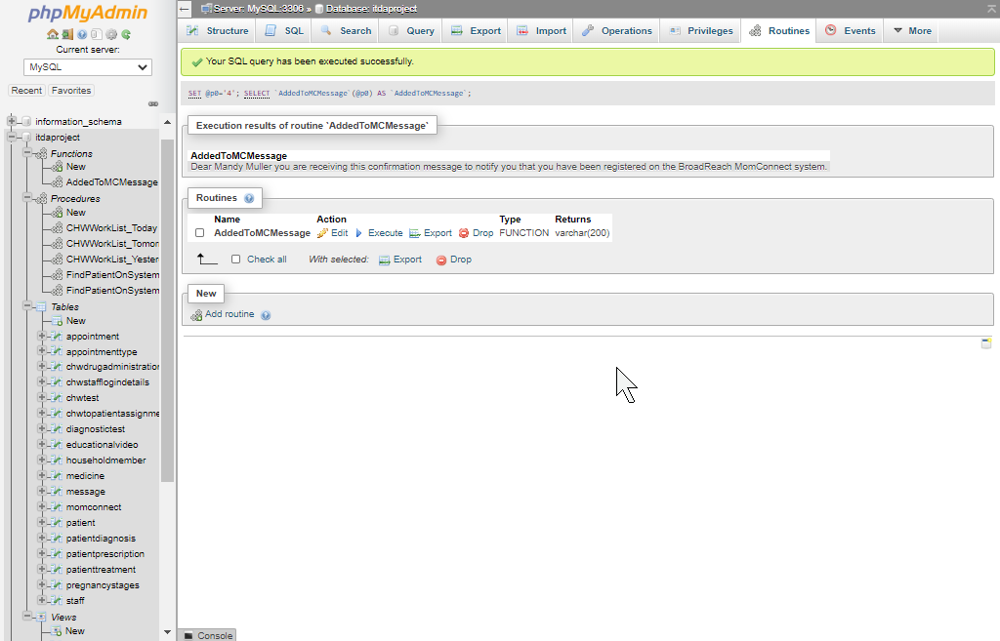 phpMyAdmin
Current server:
MySQL
Recent
Favorites
information_schema
itdaproject
Functions
New
AddedToMCMessage
Procedures
New
CHWWorkList_Today
CHWWorkList_Tomor
CHWWorkList_Yester
FindPatientOnSystem
FindPatientOnSystem
Tables
New
appointment
appointmenttype
chwdrugadministration
chwstafflogindetails
chwtest
chwtopatientassignme
diagnostictest
educationalvideo
householdmember
medicine
message
momconnect
patient
patientdiagnosis
patientprescription
patienttreatment
pregnancystages
staff
Views
New
Server: MySQL:3306 » Database: itdaproject
Structure SQL Search Query Export Import Operations Privileges Routines Events More
Your SQL query has been executed successfully.
SET @p0='4'; SELECT `AddedToMCMessage`(@p0) AS `AddedToMCMessage`;
Execution results of routine `AddedToMCMessage`
AddedToMCMessage
Dear Mandy Muller you are receiving this confirmation message to notify you that you have been registered on the BroadReach MomConnect system.
Routines
Name Action Type Returns
AddedToMCMessage Edit Execute Export Drop FUNCTION varchar(200)
Check all With selected: Export Drop
New
Add routine
Console